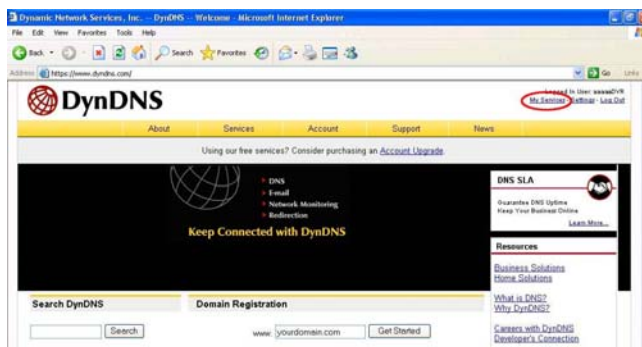 Dynamic Network Services, Inc. -- DynDNS -- Welcome - Microsoft Internet Explorer
File Edit View Favorites Tools Help
Back Search Favorites
Address https://www.dyndns.com/ Go Links
DynDNS
Logged In User:
My Services - Settings - Log Out
About Services Account Support News
Using our free services? Consider purchasing an Account Upgrade.
DNS
E-mail
Network Monitoring
Redirection
Keep Connected with DynDNS
DNS SLA
Guarantee DNS Uptime
Keep Your Business Online
Learn More...
Resources
Business Solutions
Home Solutions
What is DNS?
Why DynDNS?
Careers with DynDNS
Developer's Connection
Search DynDNS
Search
Domain Registration
www. yourdomain.com Get Started